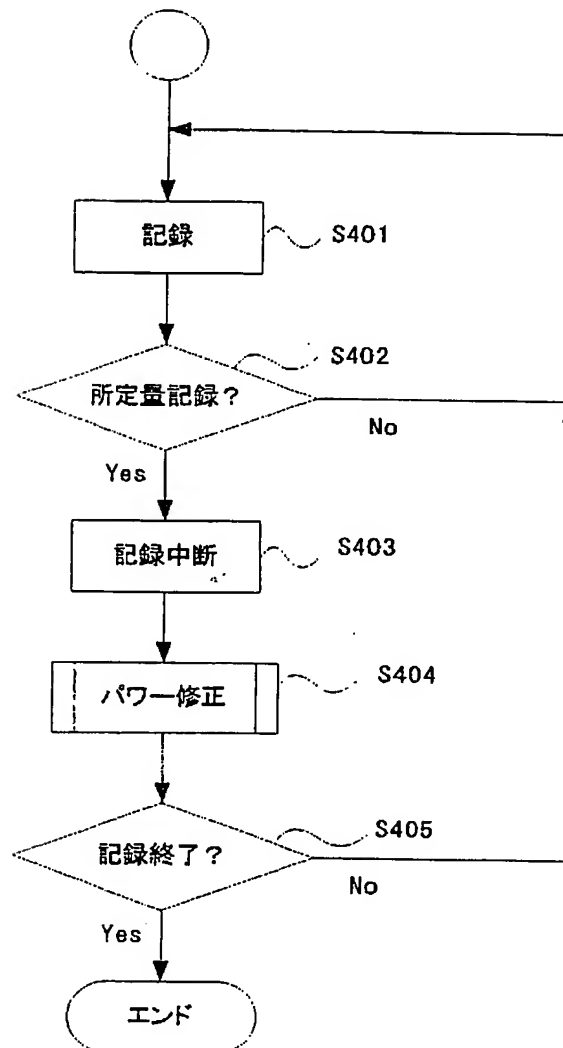 記録
S401
S402
所定量記録？
No
Yes
記録中断
S403
パワー修正
S404
S405
記録終了？
No
Yes
エンド